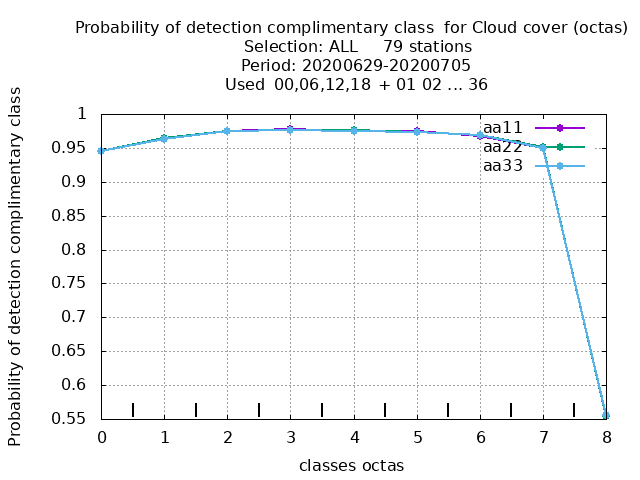 Probability of detection complimentary class  for Cloud cover (octas)
Selection: ALL     79 stations
Period: 20200629-20200705
Used  00,06,12,18  + 01 02 ... 36
Probability of detection complimentary class
1
0.95
0.9
0.85
0.8
0.75
0.7
0.65
0.6
0.55
aa11
aa22
aa33
0 1 2 3 4 5 6 7 8
classes octas